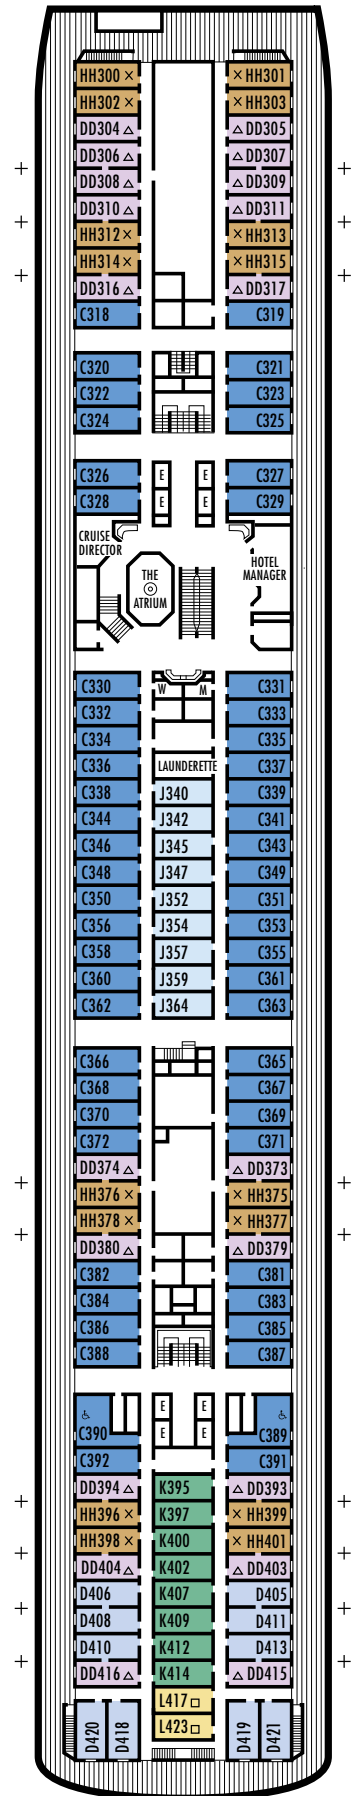 HH300 × × HH301
HH302 × × HH303
DD304 △ △ DD305
DD306 △ △ DD307
DD308 △ △ DD309
DD310 △ △ DD311
HH312 × × HH313
HH314 × × HH315
DD316 △ △ DD317
C318 C319
C320 C321
C322 C323
C324 C325
C326 E E C327
C328 E E C329
CRUISE
DIRECTOR
THE
ATRIUM
HOTEL
MANAGER
C330 W M C331
C332 C333
C334 C335
C336 LAUNDERETTE C337
C338 J340 C339
C344 J342 C341
C346 J345 C343
C348 J347 C349
C350 J352 C351
C356 J354 C353
C358 J357 C355
C360 J359 C361
C362 J364 C363
C366 C365
C368 C367
C370 C369
C372 C371
DD374 △ △ DD373
HH376 × × HH375
HH378 × × HH377
DD380 △ △ DD379
C382 C381
C384 C383
C386 C385
C388 C387
E E
C390 E E C389
C392 C391
DD394 △ K395 △ DD393
HH396 × K397 × HH399
HH398 × K400 × HH401
DD404 △ K402 △ DD403
D406 K407 D405
D408 K409 D411
D410 K412 D413
DD416 △ K414 △ DD415
L417 □
L423 □
D420 D418 D419 D421